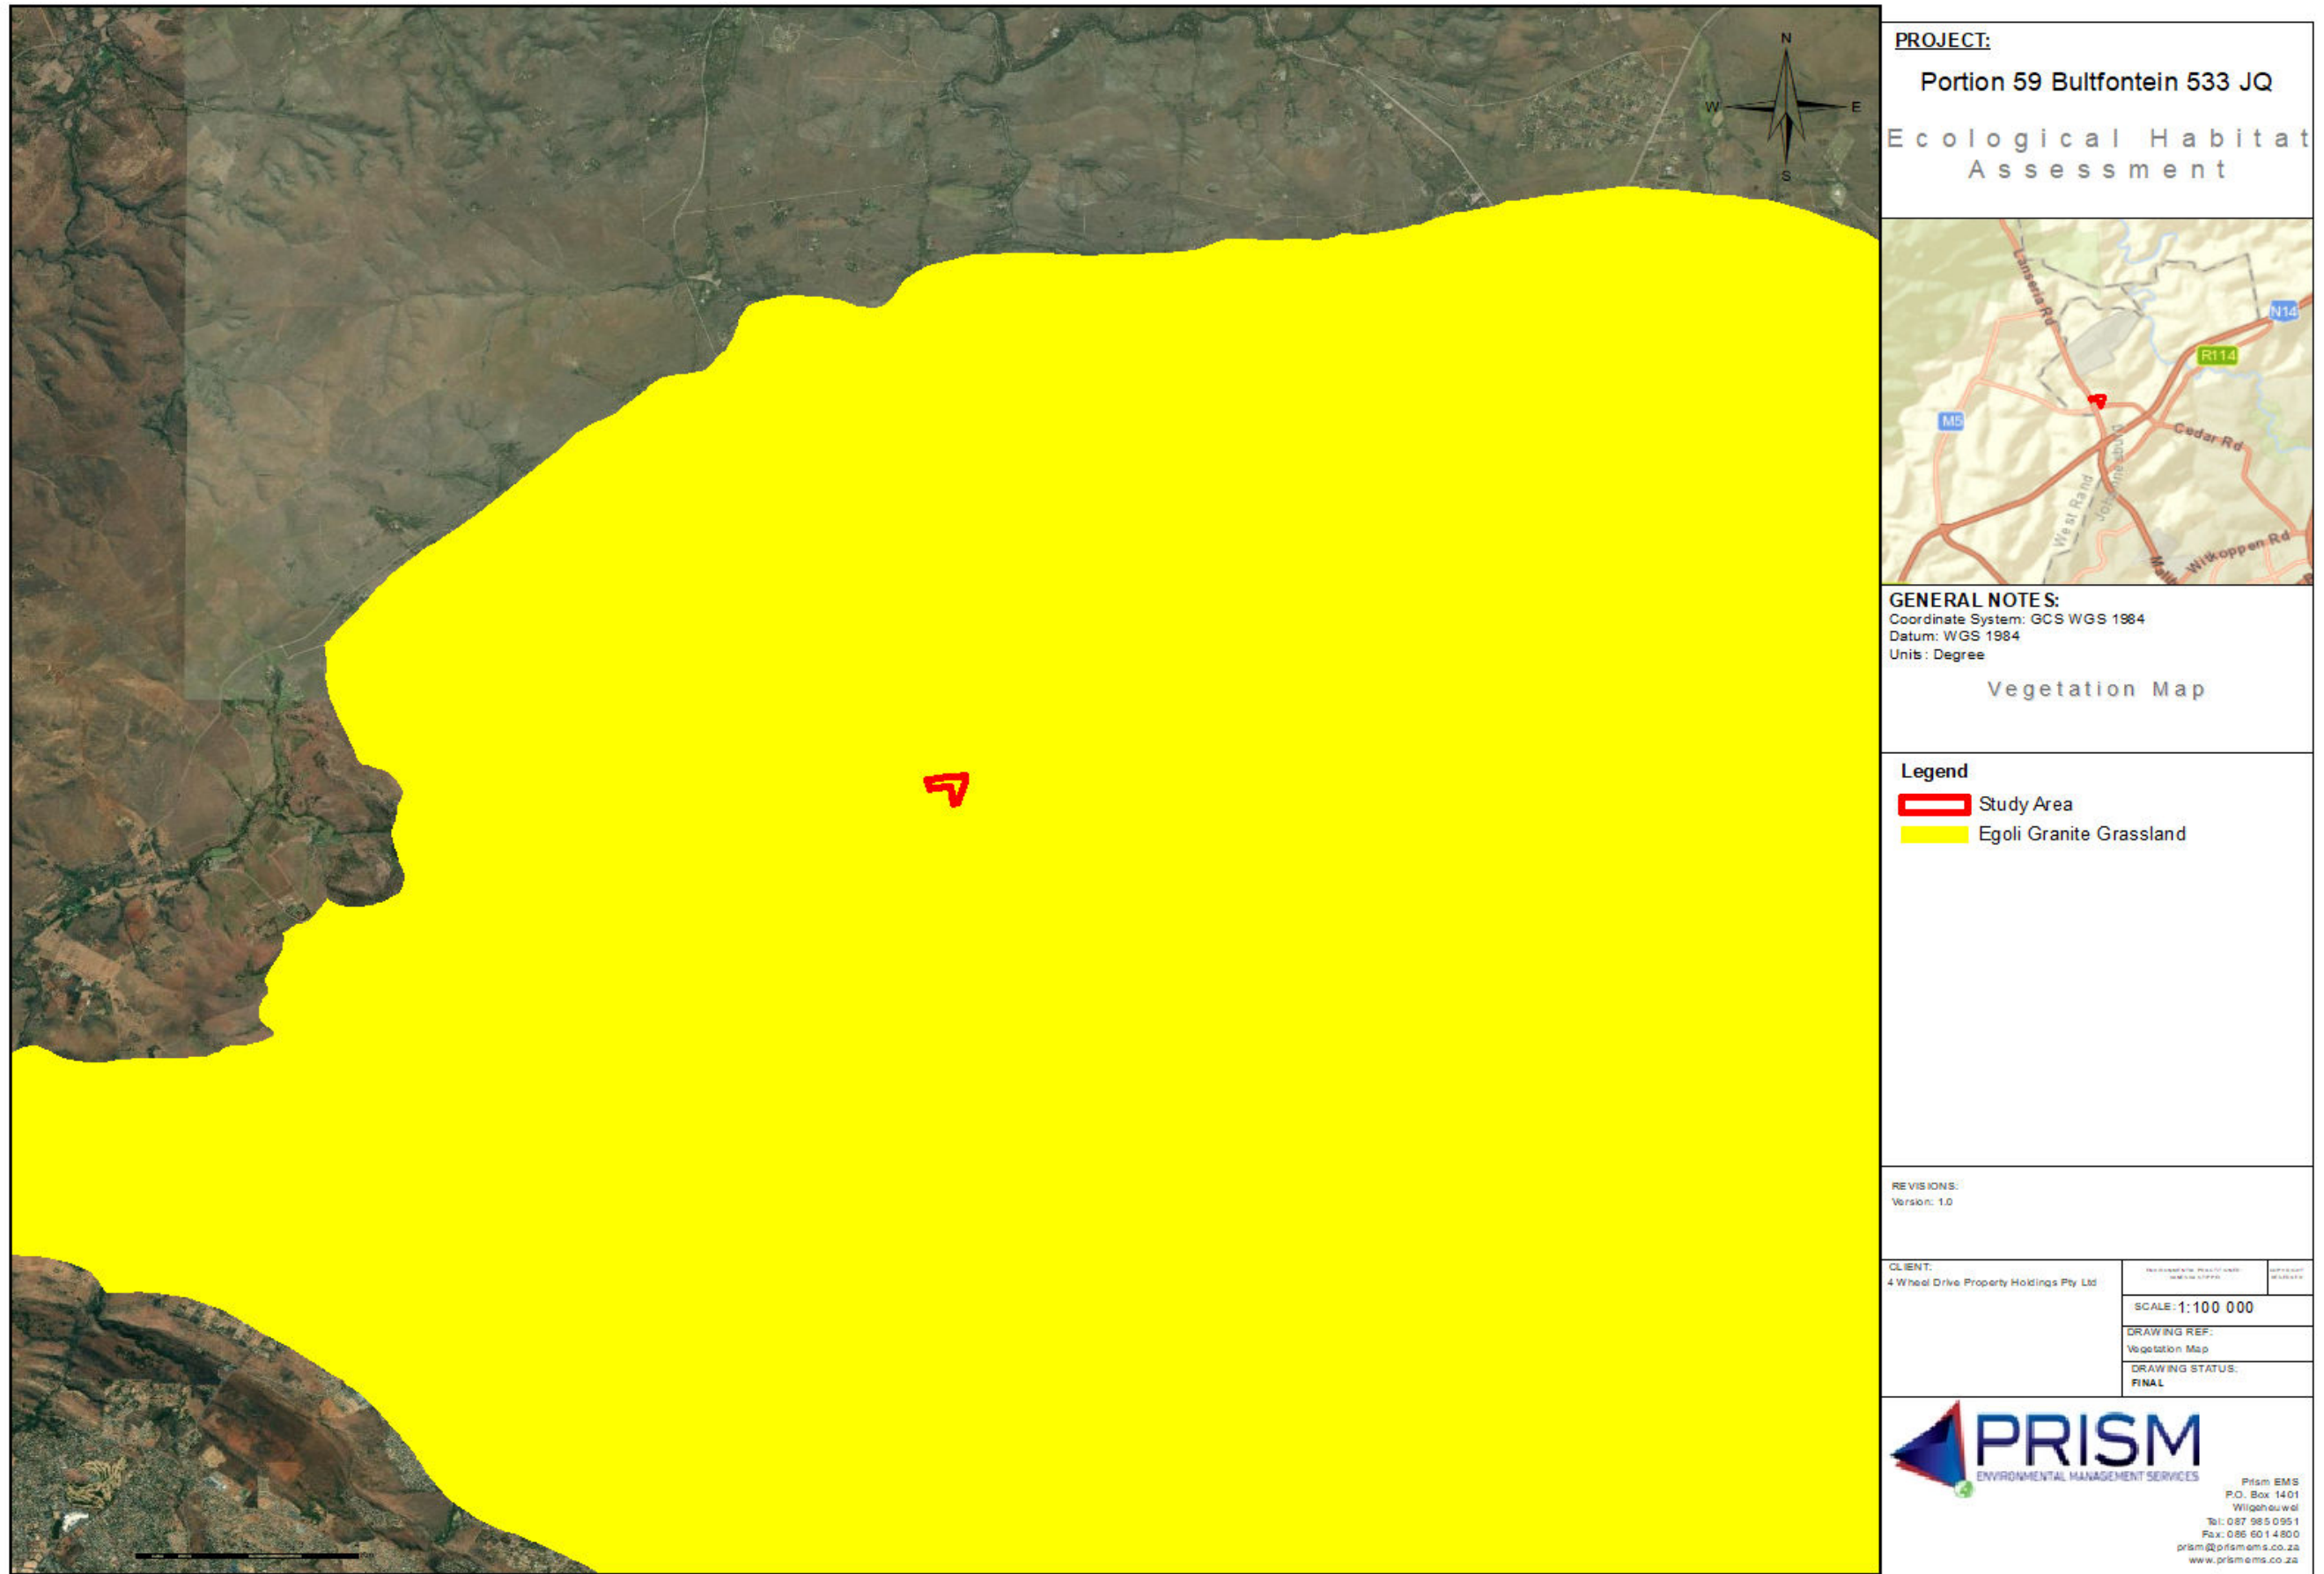 N
W
E
S
PROJECT:
Portion 59 Bultfontein 533 JQ
Ecological Habitat
Assessment
Lanseria Rd
N14
R114
M5
Cedar Rd
West Rand
Johannesburg
Witkoppen Rd
GENERAL NOTES:
Coordinate System: GCS WGS 1984
Datum: WGS 1984
Units: Degree
Vegetation Map
Legend
Study Area
Egoli Granite Grassland
REVISIONS:
Version: 1.0
CLIENT:
4 Wheel Drive Property Holdings Pty Ltd
SCALE: 1:100 000
DRAWING REF:
Vegetation Map
DRAWING STATUS:
FINAL
PRISM
ENVIRONMENTAL MANAGEMENT SERVICES
Prism EMS
P.O. Box 1401
Wilgeheuwel
Tel: 087 985 0951
Fax: 086 601 4800
prism@prismems.co.za
www.prismems.co.za